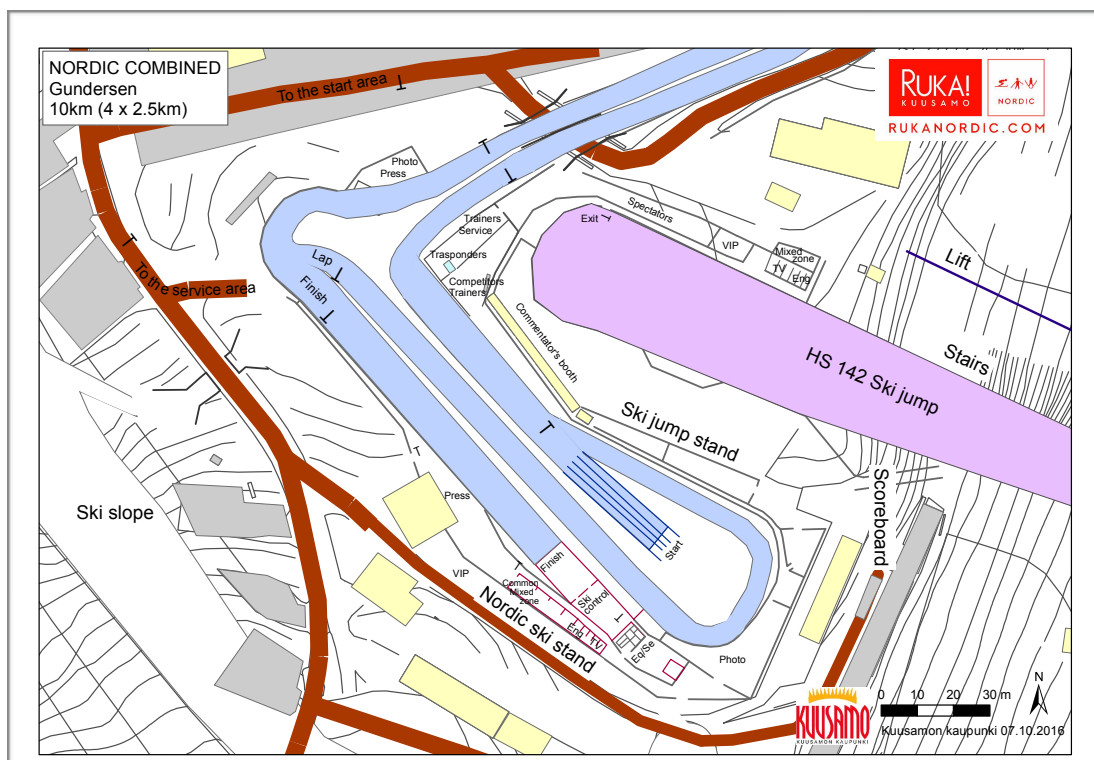 NORDIC COMBINED
Gundersen
10km (4 x 2.5km)
To the start area
RUKA!
KUUSAMO
NORDIC
RUKANORDIC.COM
Photo
Press
Trainers
Service
Trasponders
Competitors
Trainers
Exit
Spectators
VIP
Mixed
zone
TV
Eng
Lift
Stairs
To the service area
Lap
Finish
Commentator's booth
HS 142 Ski jump
Ski jump stand
Scoreboard
Ski slope
Press
Start
VIP
Finish
Common
Mixed
zone
Ski
control
Eng
TV
Eq/Se
Nordic ski stand
Photo
KUUSAMO
KUUSAMON KAUPUNKI
0 10 20 30 m
N
Kuusamon kaupunki 07.10.2016